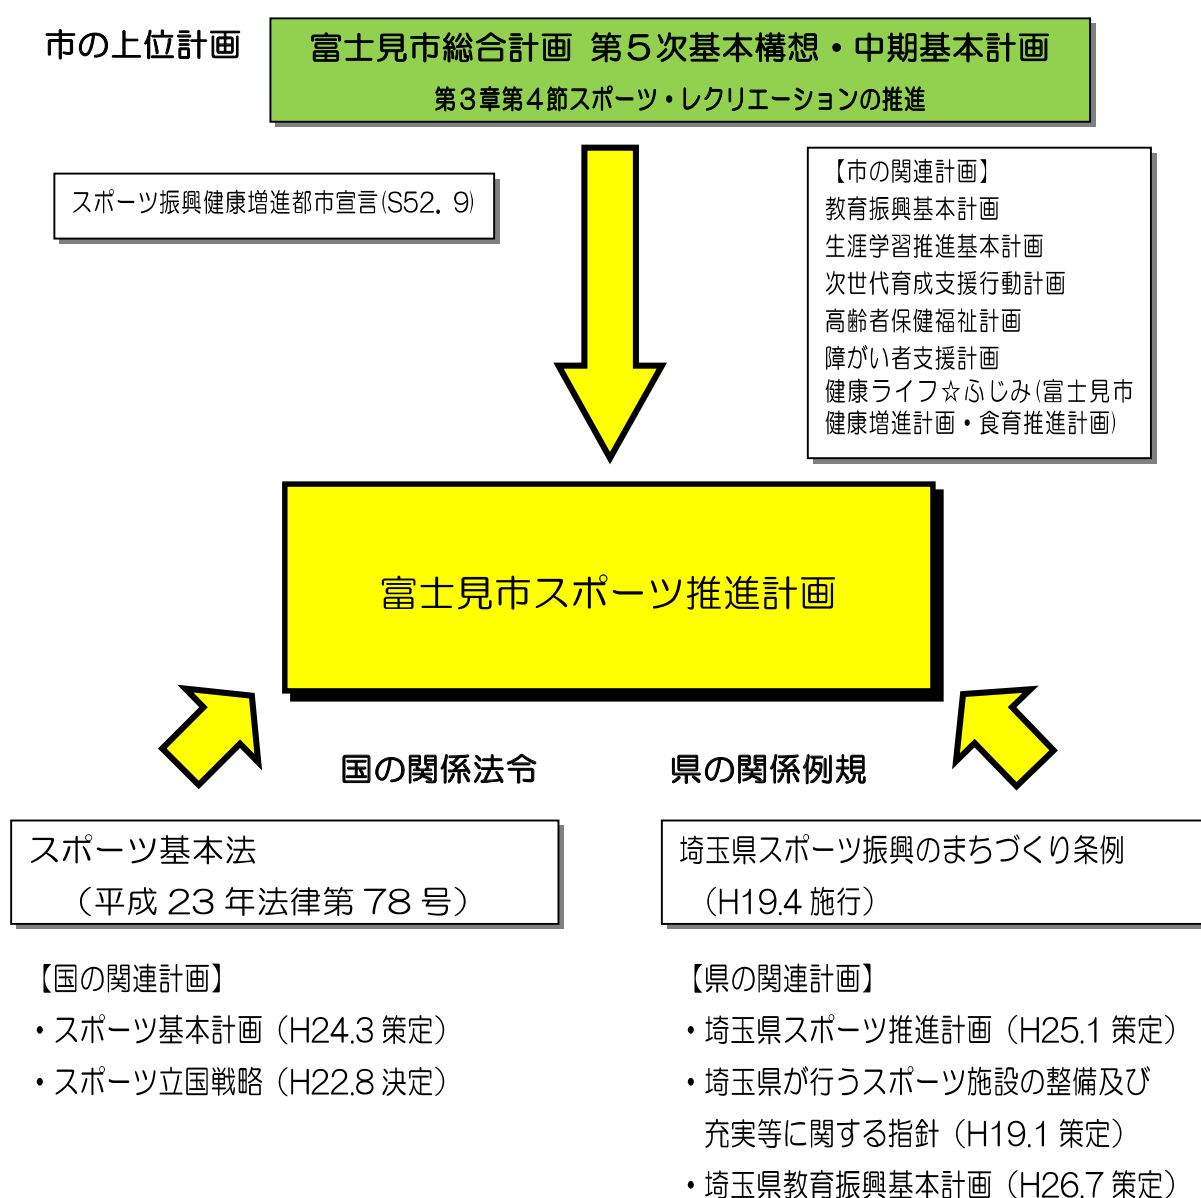 市の上位計画
富士見市総合計画 第５次基本構想・中期基本計画
第３章第４節スポーツ・レクリエーションの推進
スポーツ振興健康増進都市宣言(S52．9)
【市の関連計画】
教育振興基本計画
生涯学習推進基本計画
次世代育成支援行動計画
高齢者保健福祉計画
障がい者支援計画
健康ライフ☆ふじみ(富士見市
健康増進計画・食育推進計画)
富士見市スポーツ推進計画
国の関係法令
県の関係例規
スポーツ基本法
（平成 23 年法律第 78 号）
埼玉県スポーツ振興のまちづくり条例
（H19.4 施行）
【国の関連計画】
・スポーツ基本計画（H24.3 策定）
・スポーツ立国戦略（H22.8 決定）
【県の関連計画】
・埼玉県スポーツ推進計画（H25.1 策定）
・埼玉県が行うスポーツ施設の整備及び
充実等に関する指針（H19.1 策定）
・埼玉県教育振興基本計画（H26.7 策定）